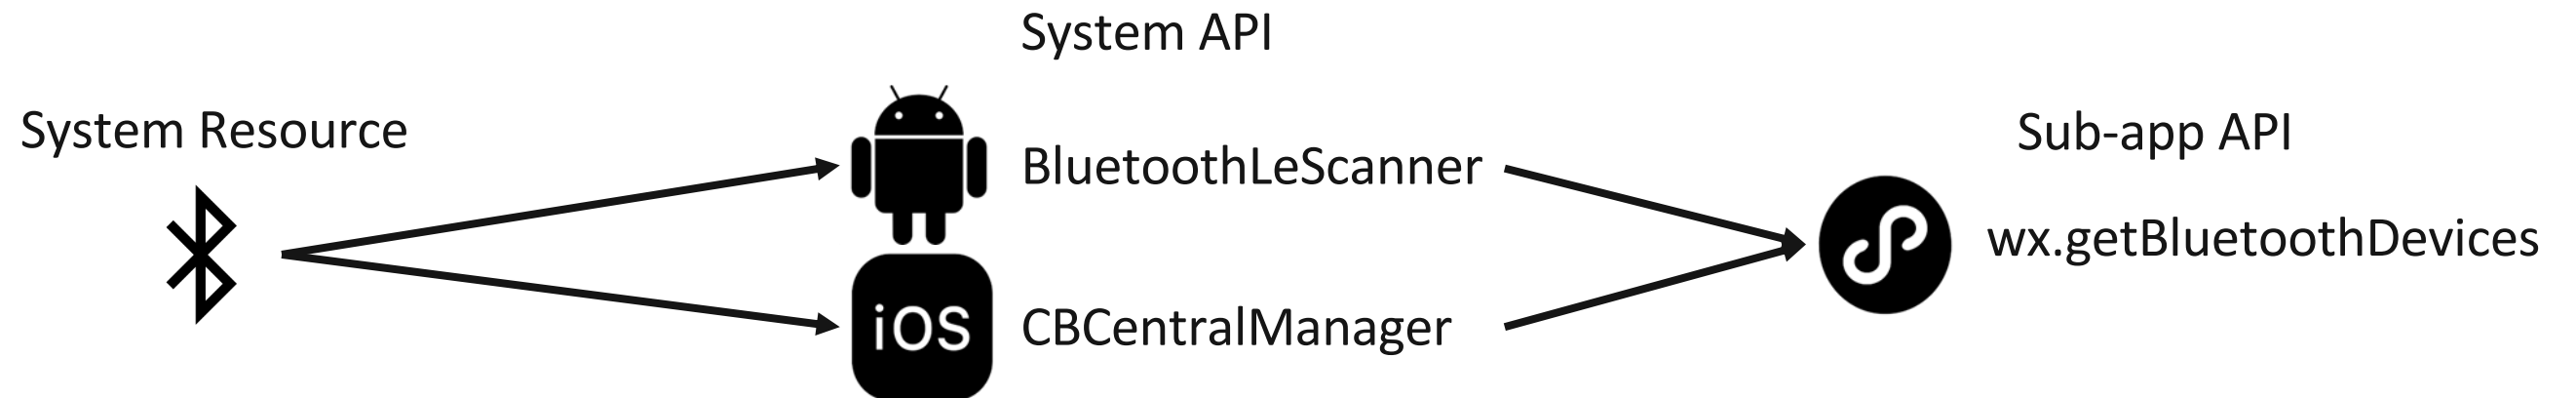 System Resource
System API
BluetoothLeScanner
iOS
CBCentralManager
Sub-app API
wx.getBluetoothDevices